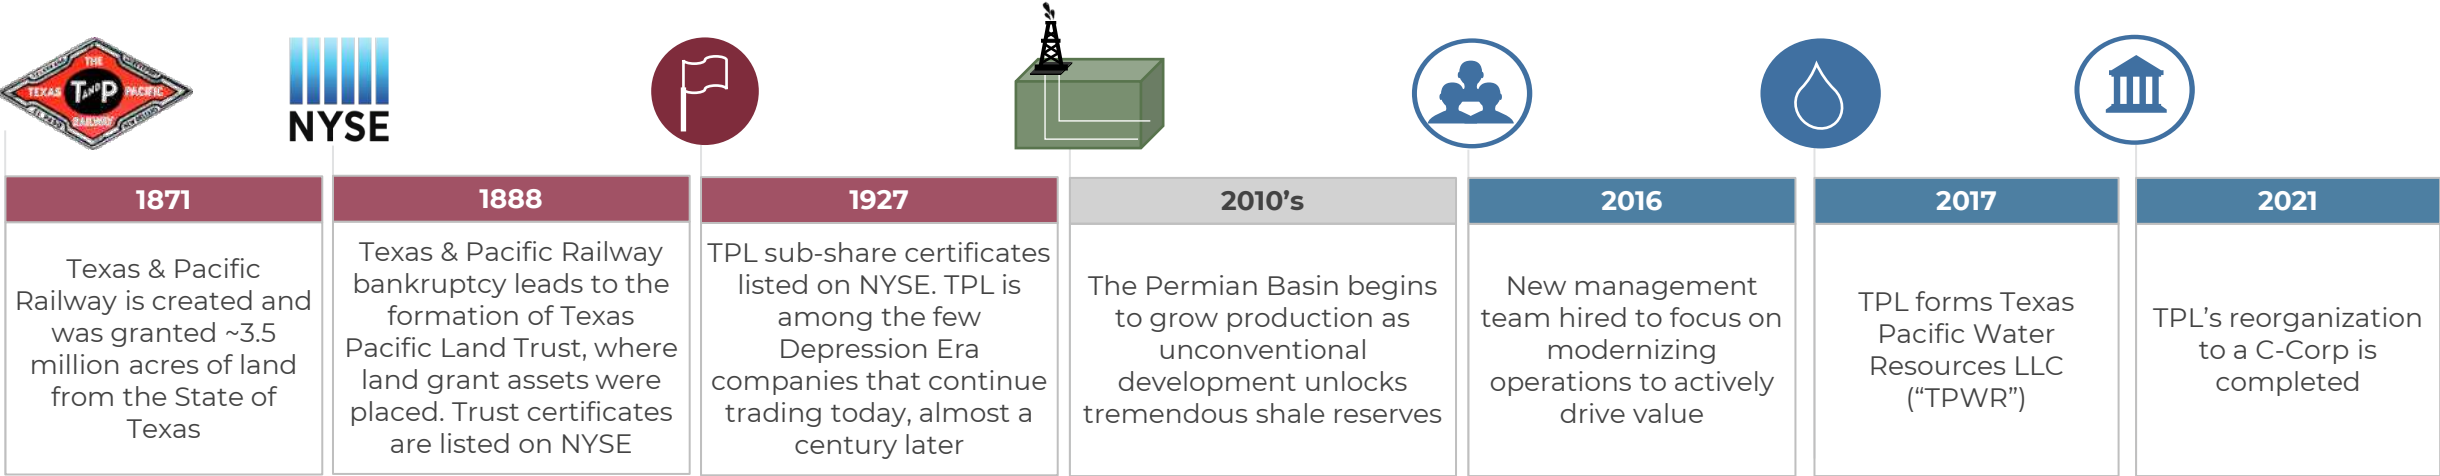 THE
TEXAS T AND P PACIFIC
RAILWAY
NYSE
1871
Texas & Pacific
Railway is created and
was granted ~3.5
million acres of land
from the State of
Texas
1888
Texas & Pacific Railway
bankruptcy leads to the
formation of Texas
Pacific Land Trust, where
land grant assets were
placed. Trust certificates
are listed on NYSE
1927
TPL sub-share certificates
listed on NYSE. TPL is
among the few
Depression Era
companies that continue
trading today, almost a
century later
2010’s
The Permian Basin begins
to grow production as
unconventional
development unlocks
tremendous shale reserves
2016
New management
team hired to focus on
modernizing
operations to actively
drive value
2017
TPL forms Texas
Pacific Water
Resources LLC
(“TPWR”)
2021
TPL’s reorganization
to a C-Corp is
completed